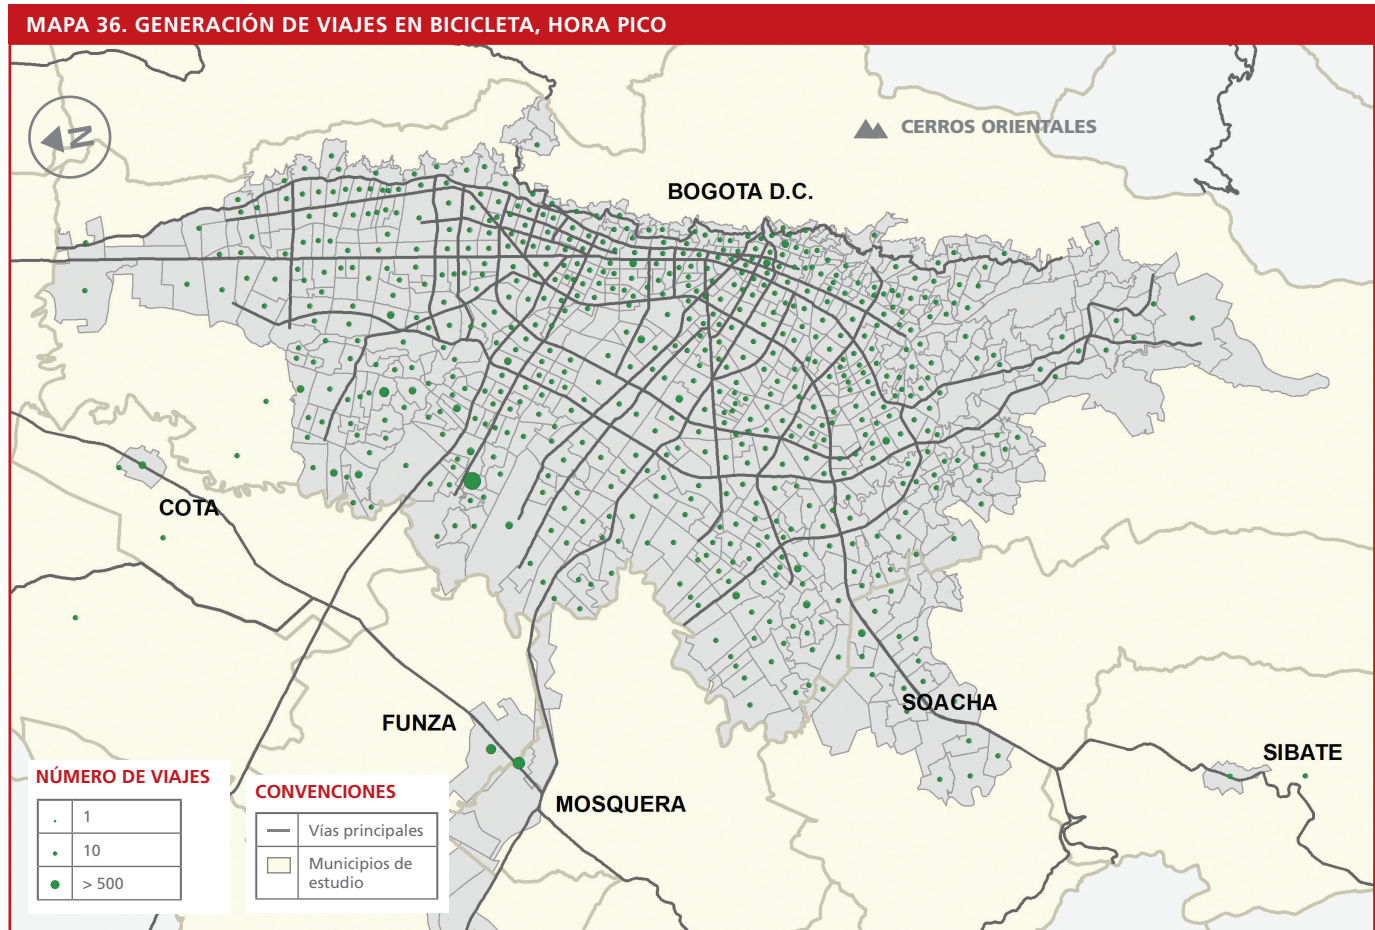 MAPA 36. GENERACIÓN DE VIAJES EN BICICLETA, HORA PICO
N
CERROS ORIENTALES
BOGOTA D.C.
COTA
FUNZA
SOACHA
SIBATE
MOSQUERA
NÚMERO DE VIAJES
1
10
> 500
CONVENCIONES
Vías principales
Municipios de
estudio